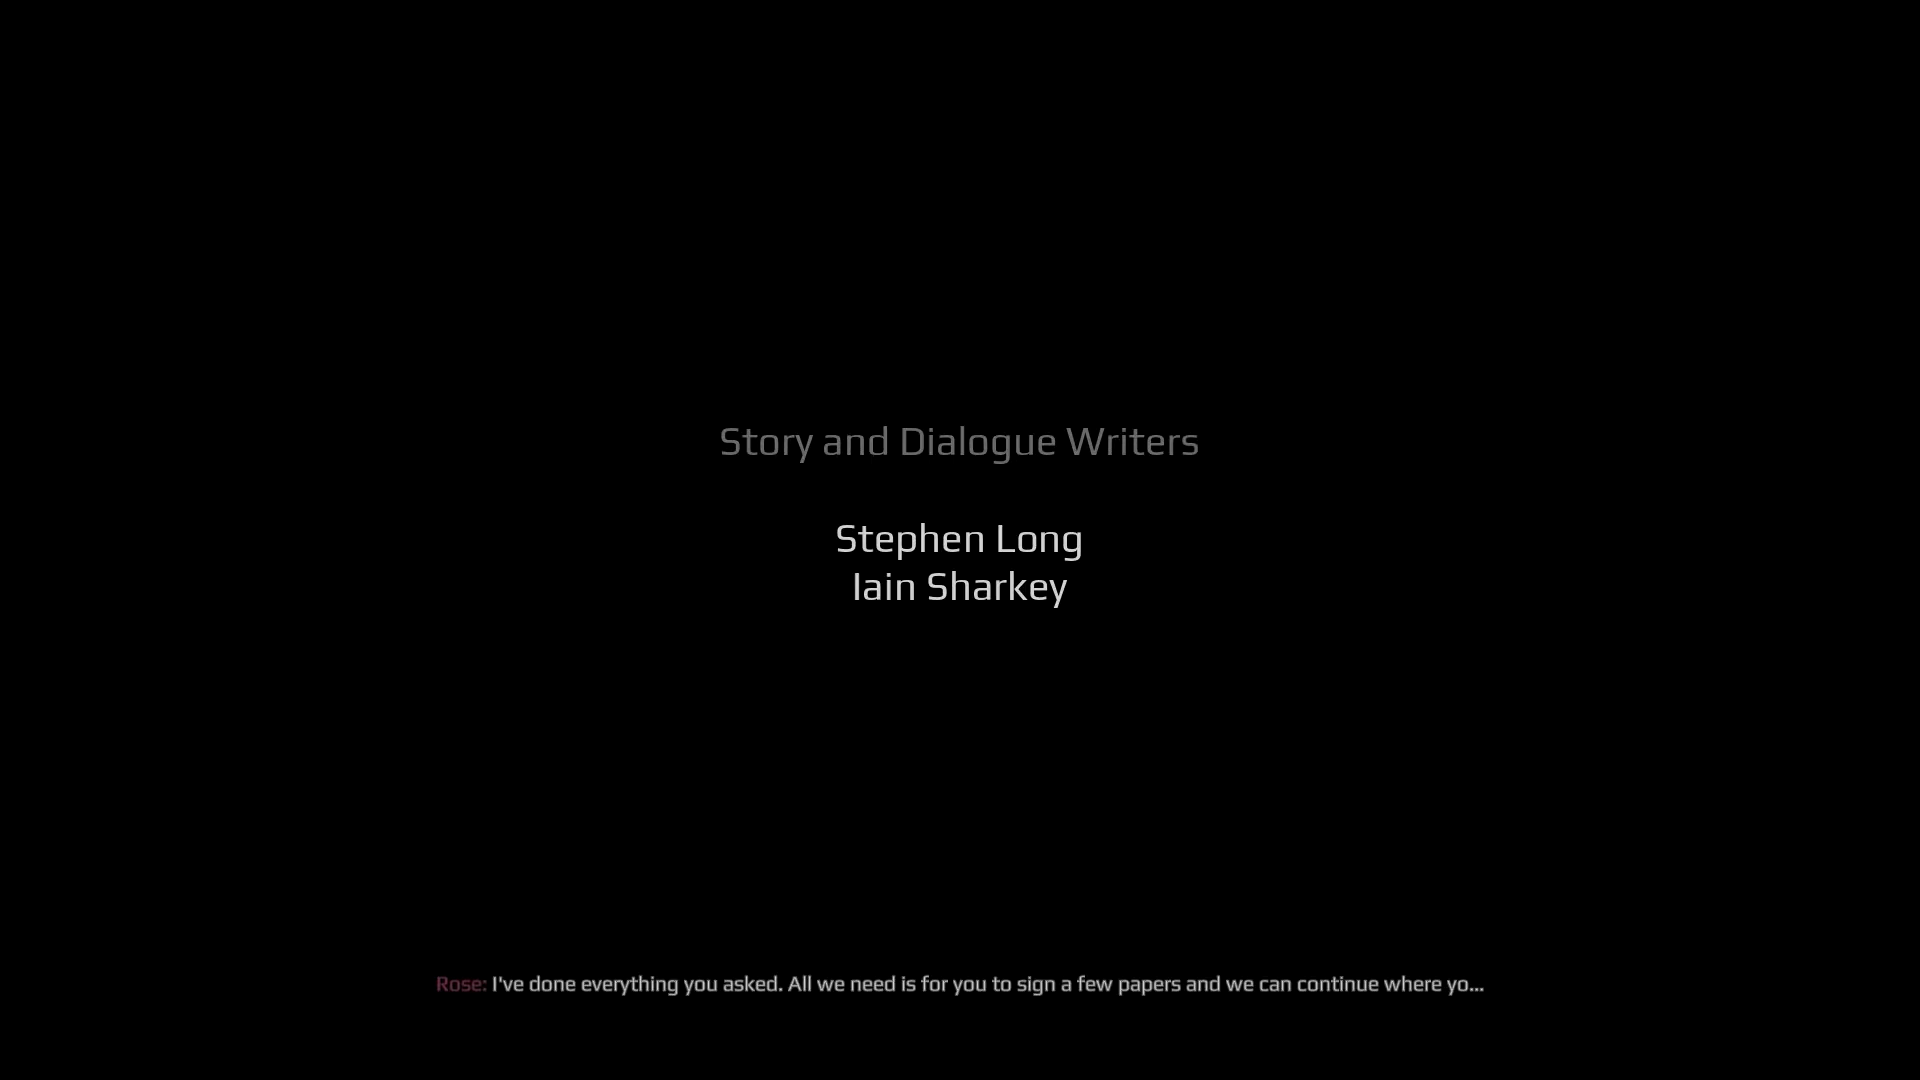 Story and Dialogue Writers
Stephen Long
Iain Sharkey
Rose: I've done everything you asked. All we need is for you to sign a few papers and we can continue where yo...